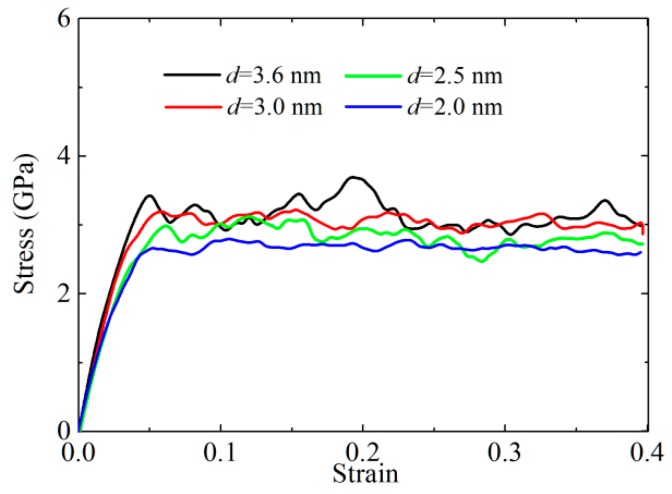 6
d=3.6 nm d=2.5 nm
d=3.0 nm d=2.0 nm
4
Stress (GPa)
2
0
0.0 0.1 0.2 0.3 0.4
Strain